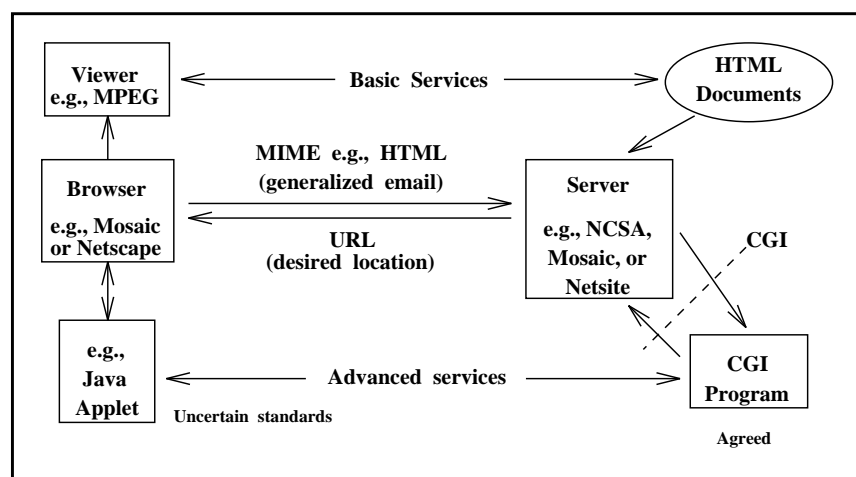 Viewer
e.g., MPEG
Basic Services
HTML
Documents
MIME e.g., HTML
(generalized email)
Browser
e.g., Mosaic
or Netscape
URL
(desired location)
Server
e.g., NCSA,
Mosaic, or
Netsite
CGI
e.g.,
Java
Applet
Advanced services
CGI
Program
Uncertain standards
Agreed